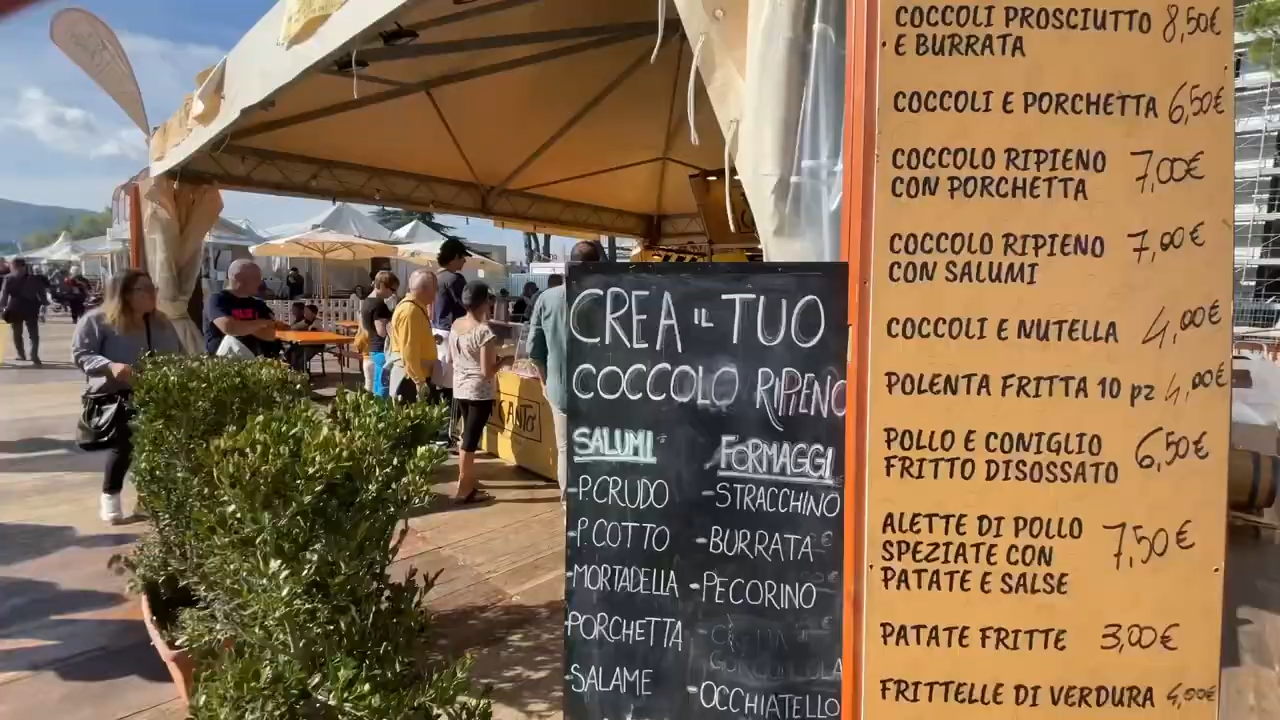 CREA IL TUO
COCCOLO RIPIENO
SALUMI
-P.CRUDO
-P.COTTO
-MORTADELLA
-PORCHETTA
-SALAME
FORMAGGI
-STRACCHINO
-BURRATA
-PECORINO
-OCCHIATELLO
COCCOLI PROSCIUTTO 8,50€
E BURRATA
COCCOLI E PORCHETTA 6,50€
COCCOLO RIPIENO 7,00€
CON PORCHETTA
COCCOLO RIPIENO 7,00€
CON SALUMI
COCCOLI E NUTELLA 4,00€
POLENTA FRITTA 10 pz 4,00€
POLLO E CONIGLIO 6,50€
FRITTO DISOSSATO
ALETTE DI POLLO 7,50€
SPEZIATE CON
PATATE E SALSE
PATATE FRITTE 3,00€
FRITTELLE DI VERDURA 4,00€